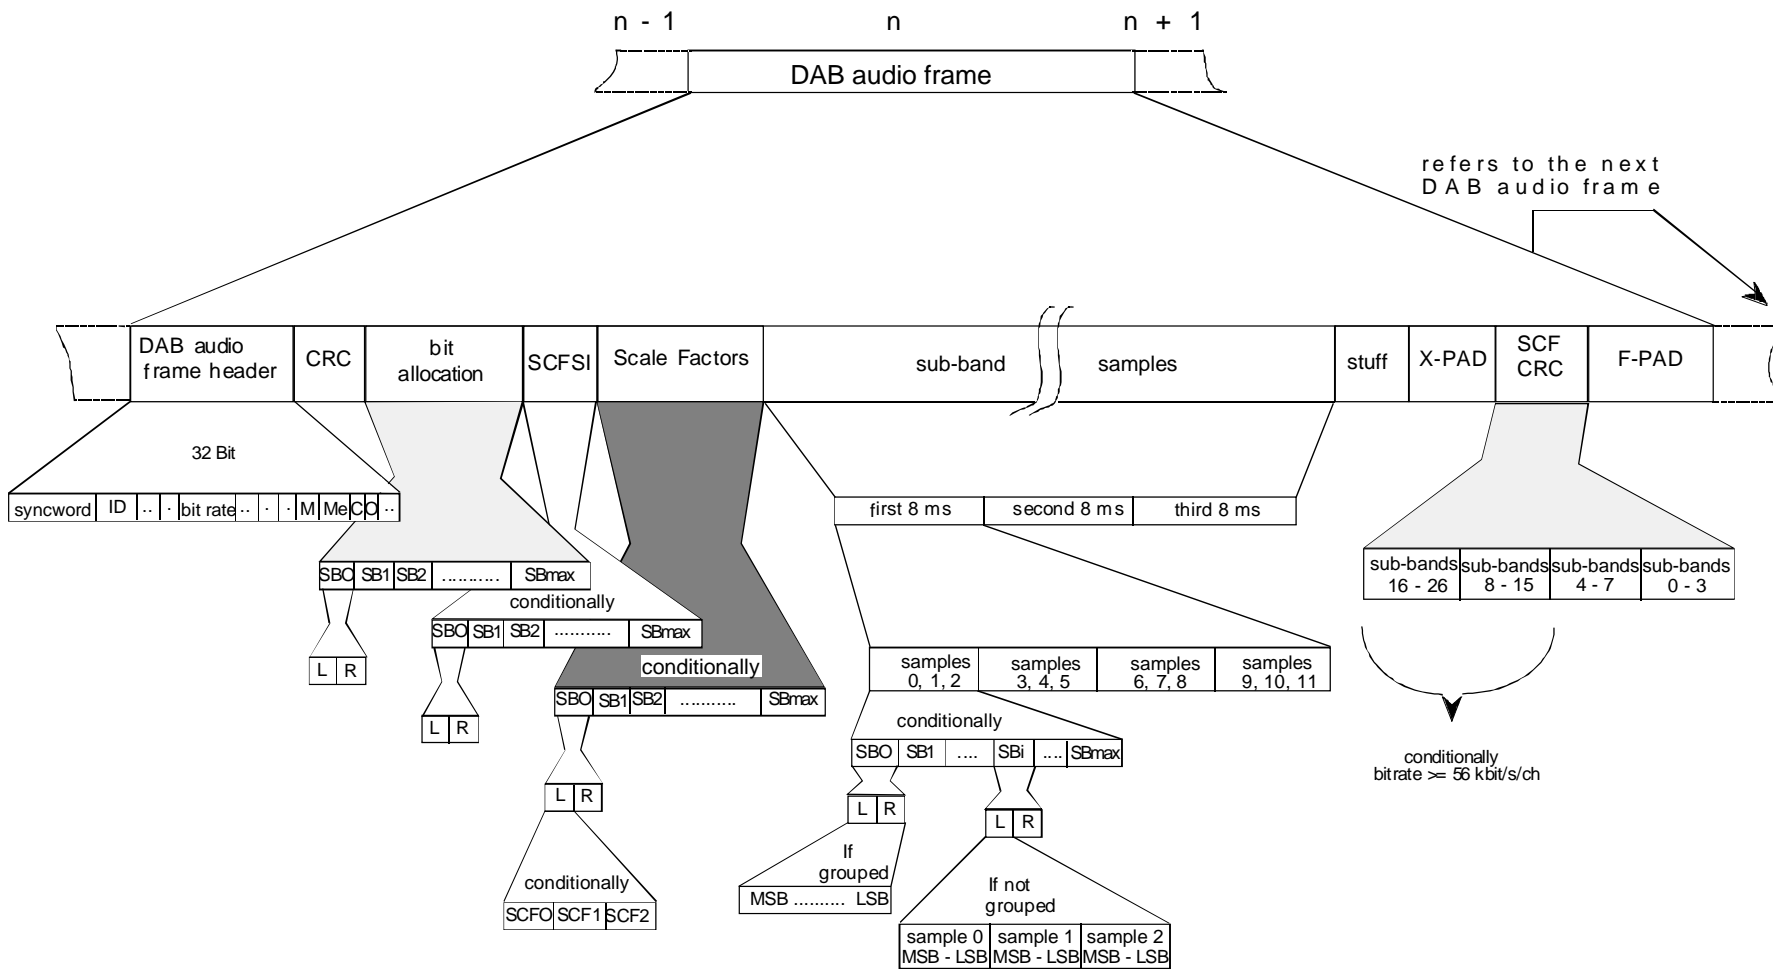 n - 1 n n + 1
DAB audio frame
refers to the next
DAB audio frame
DAB audio
frame header
CRC
bit
allocation
SCFSI
Scale Factors
sub-band samples
stuff
X-PAD
SCF
CRC
F-PAD
32 Bit
syncword ID .. . bit rate .. . . M Me C O ..
first 8 ms second 8 ms third 8 ms
SBO SB1 SB2 ........... SBmax
sub-bands
16 - 26
sub-bands
8 - 15
sub-bands
4 - 7
sub-bands
0 - 3
conditionally
SBO SB1 SB2 ........... SBmax
L R
conditionally
SBO SB1 SB2 ........... SBmax
samples
0, 1, 2
samples
3, 4, 5
samples
6, 7, 8
samples
9, 10, 11
L R
conditionally
SBO SB1 .... SBi .... SBmax
conditionally
bitrate >= 56 kbit/s/ch
L R
L R
L R
If
grouped
MSB .......... LSB
conditionally
SCFO SCF1 SCF2
If not
grouped
sample 0
MSB - LSB
sample 1
MSB - LSB
sample 2
MSB - LSB